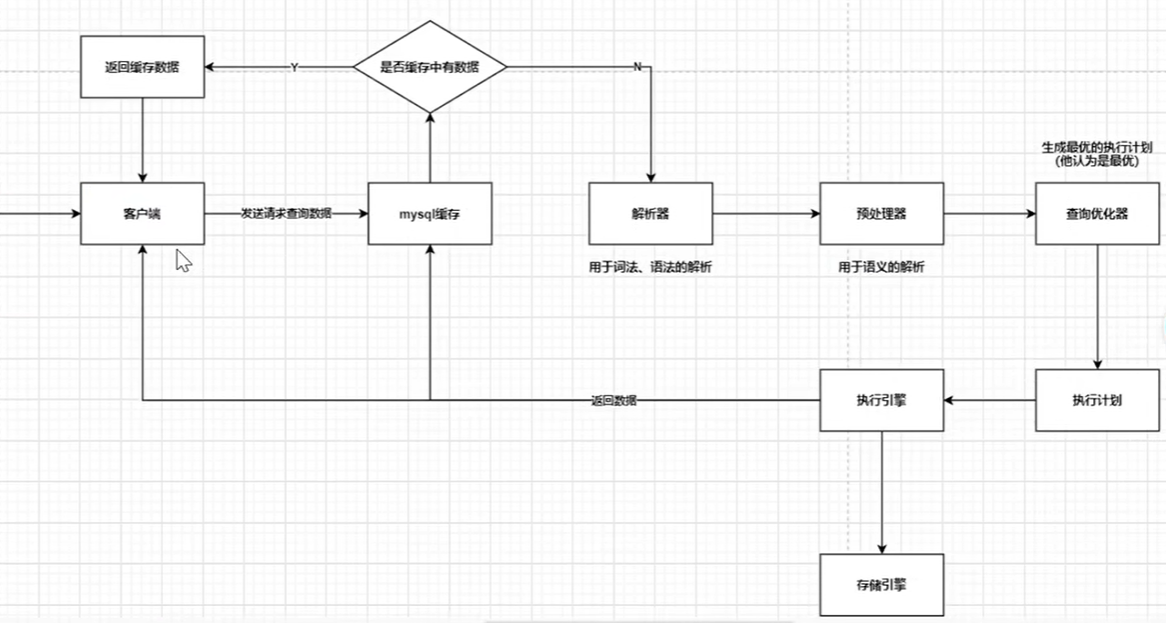 返回缓存数据
Y
是否缓存中有数据
N
生成最优的执行计划
(他认为是最优)
客户端
发送请求查询数据
mysql缓存
解析器
预处理器
查询优化器
用于词法、语法的解析
用于语义的解析
返回数据
执行引擎
执行计划
存储引擎